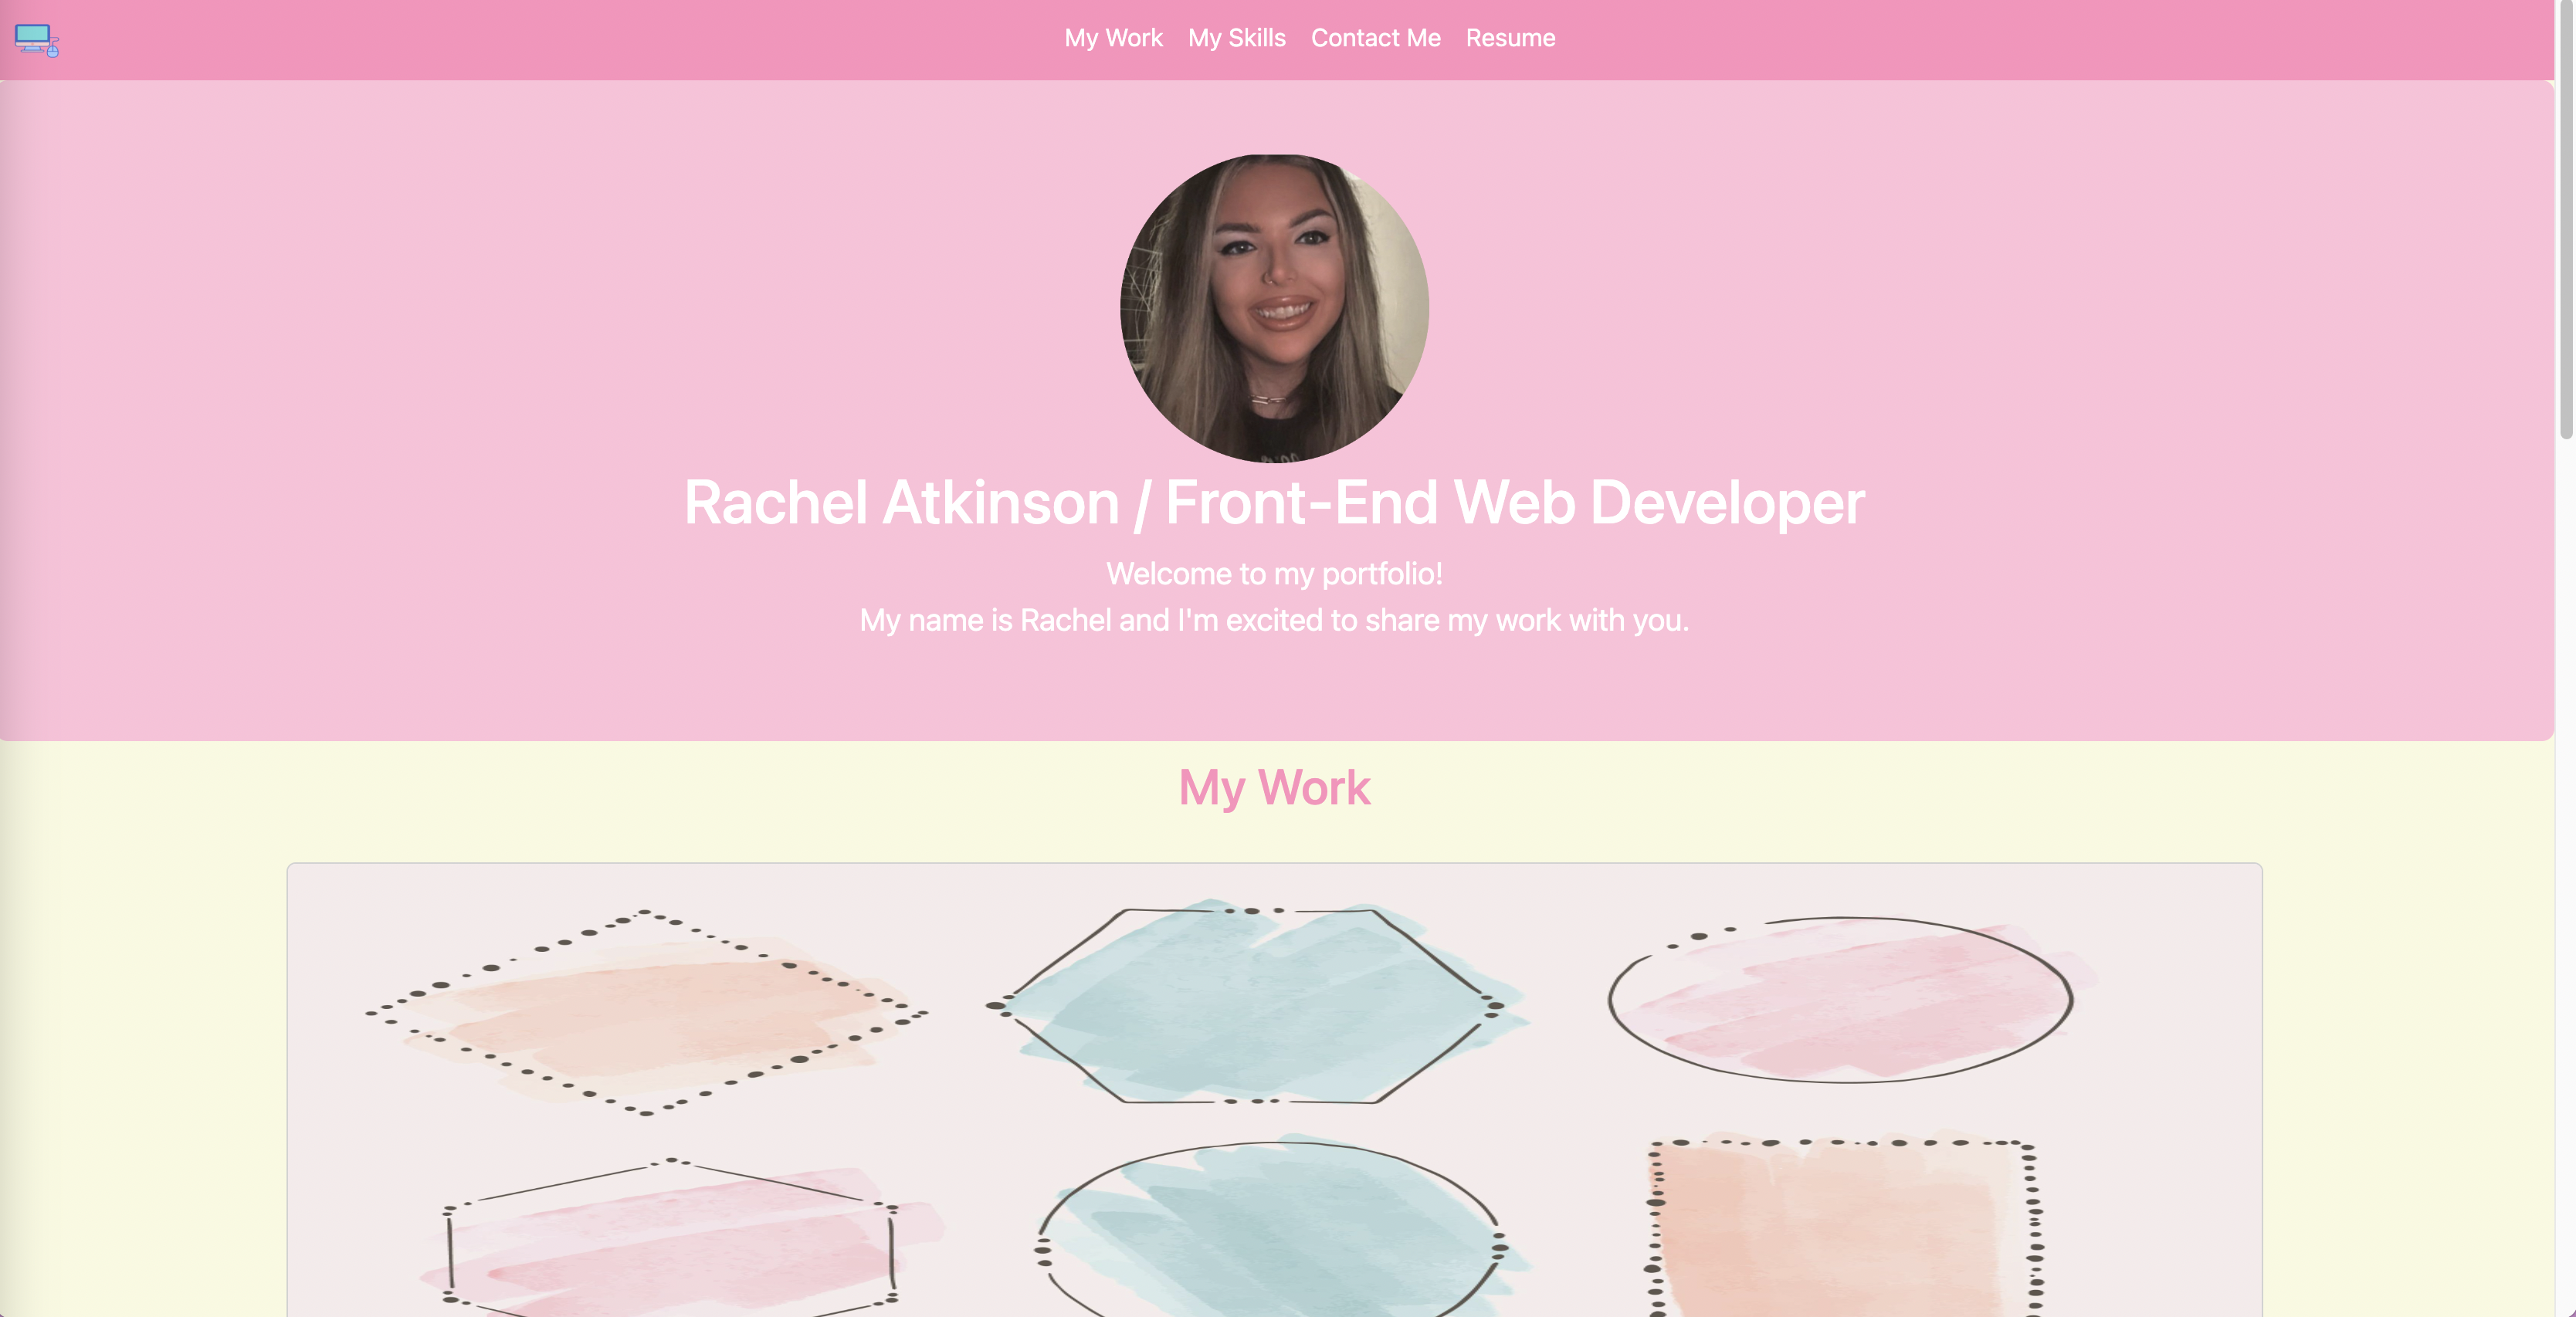 My Work My Skills Contact Me Resume
Rachel Atkinson / Front-End Web Developer
Welcome to my portfolio!
My name is Rachel and I'm excited to share my work with you.
My Work